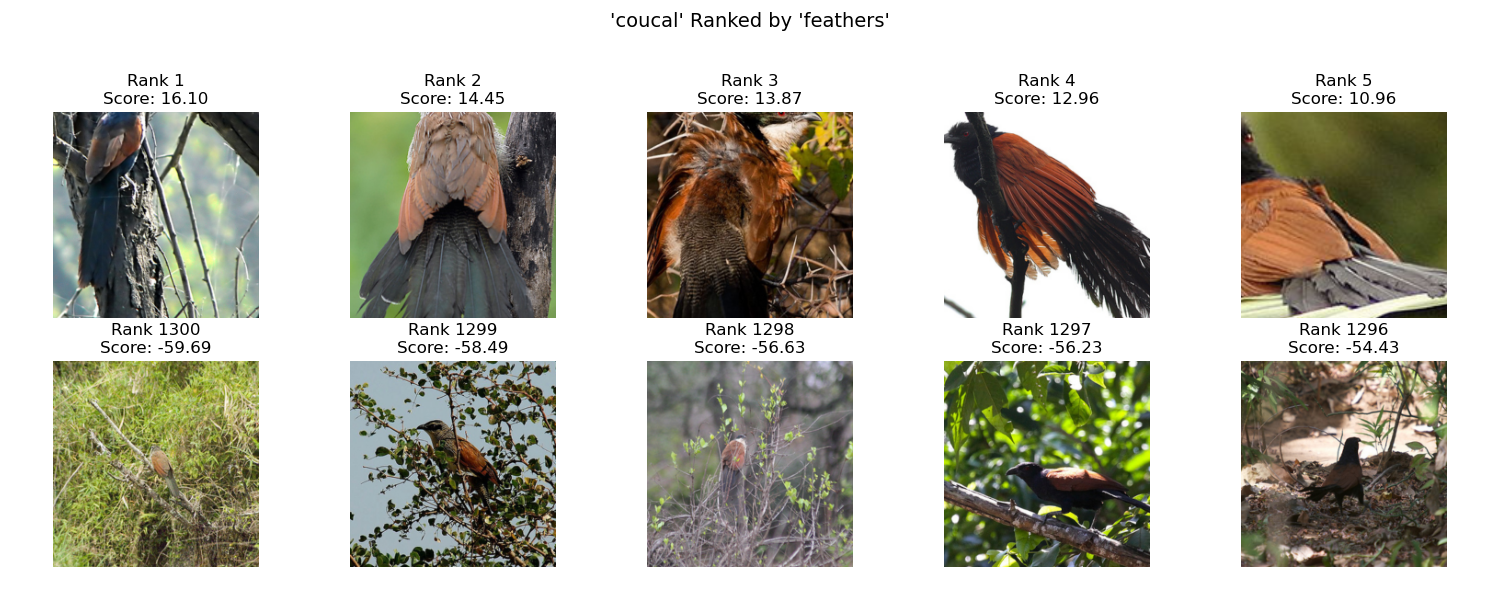 'coucal' Ranked by 'feathers'
Rank 1
Score: 16.10
Rank 2
Score: 14.45
Rank 3
Score: 13.87
Rank 4
Score: 12.96
Rank 5
Score: 10.96
Rank 1300
Score: -59.69
Rank 1299
Score: -58.49
Rank 1298
Score: -56.63
Rank 1297
Score: -56.23
Rank 1296
Score: -54.43